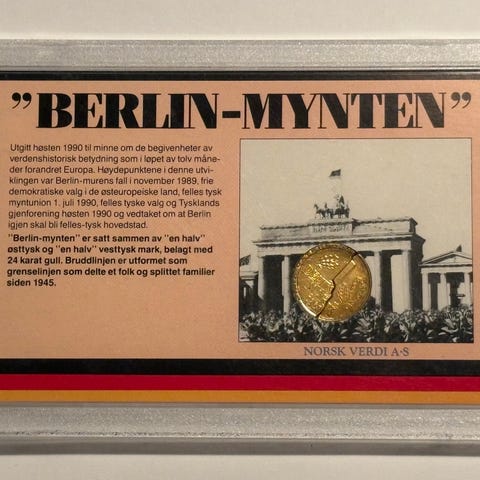 "BERLIN-MYNTEN"
Utgitt høsten 1990 til minne om de begivenheter av
verdenshistorisk betydning som i løpet av tolv måne-
der forandret Europa. Høydepunktene i denne utvi-
klingen var Berlin-murens fall i november 1989, frie
demokratiske valg i de østeuropeiske land, felles tysk
myntunion 1. juli 1990, felles tyske valg og Tysklands
gjenforening høsten 1990 og vedtaket om at Berlin
igjen skal bli felles-tysk hovedstad.
"Berlin-mynten" er satt sammen av "en halv"
østtysk og "en halv" vesttysk mark, belagt med
24 karat gull. Bruddlinjen er utformet som
grenselinjen som delte et folk og splittet familier
siden 1945.
NORSK VERDI A·S